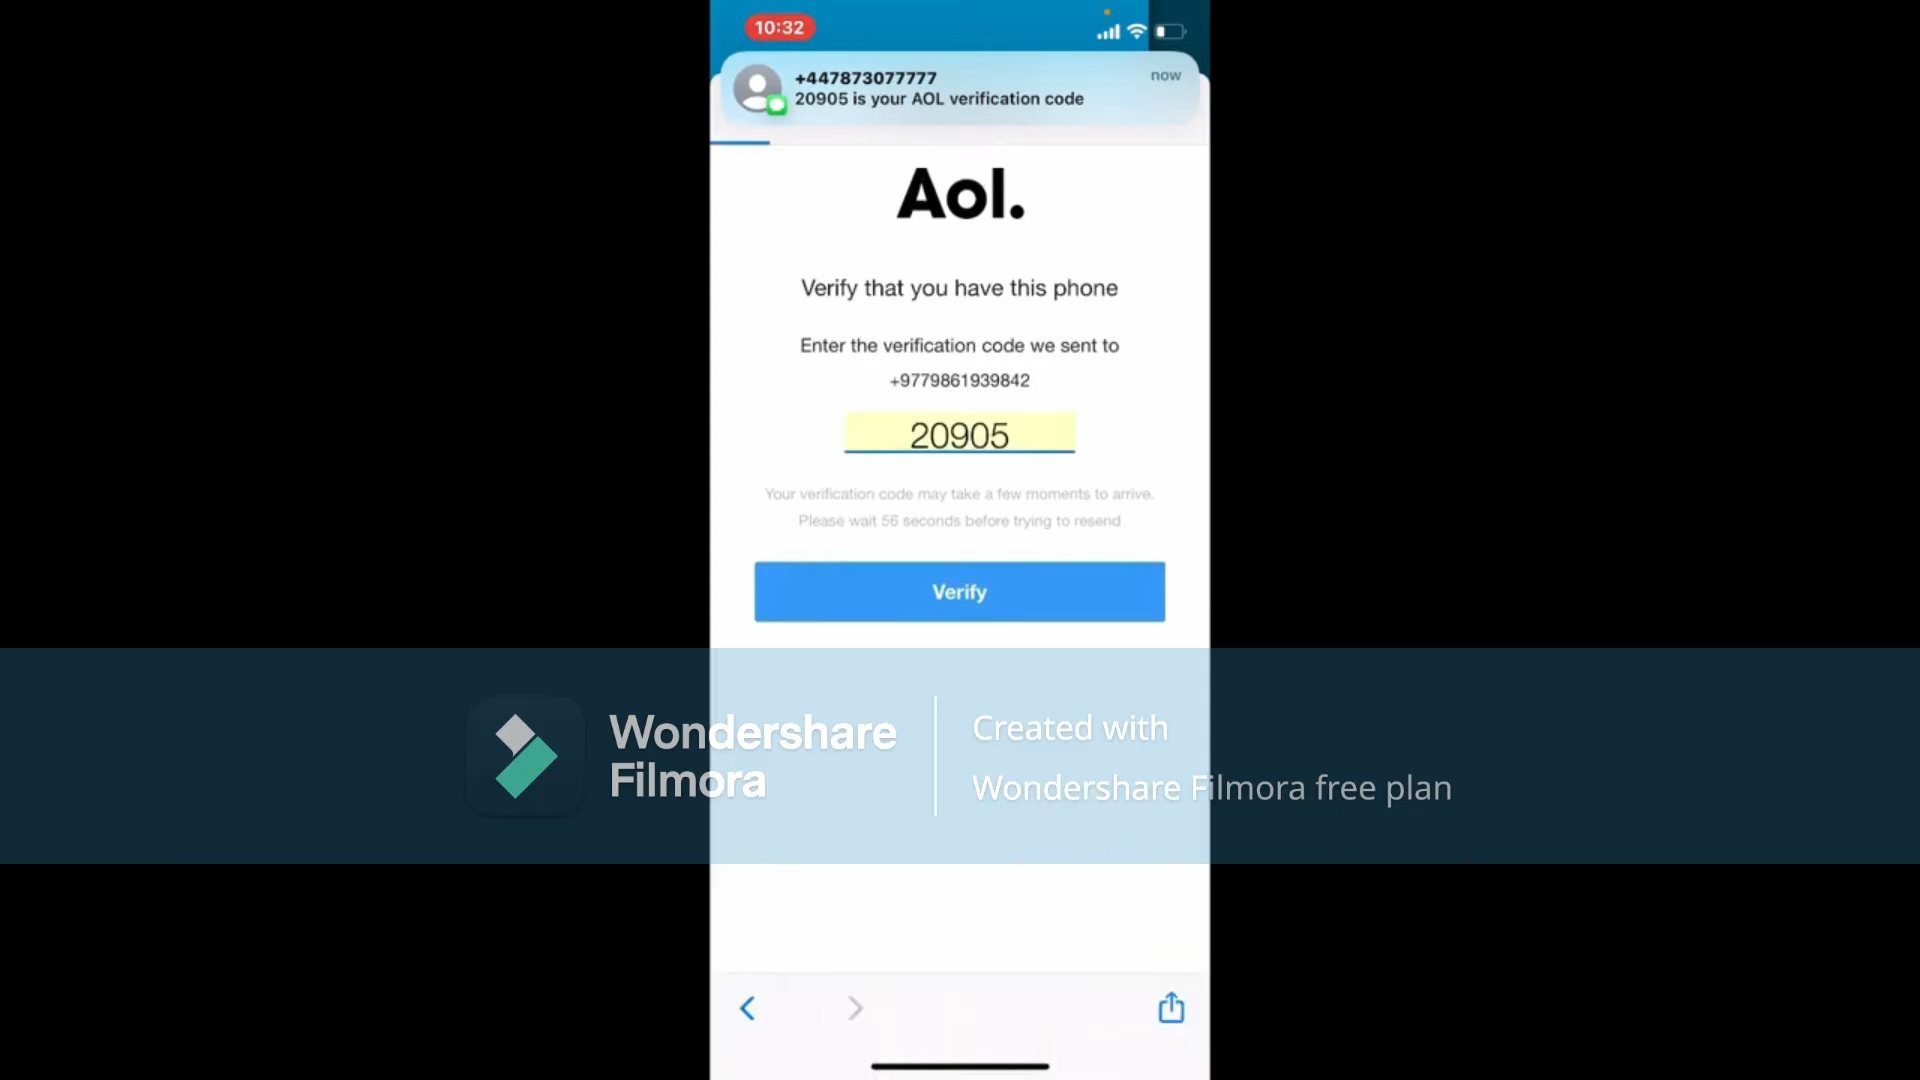 10:32
+447873077777
now
20905 is your AOL verification code
Aol.
Verify that you have this phone
Enter the verification code we sent to
+9779861939842
20905
Your verification code may take a few moments to arrive.
Please wait 56 seconds before trying to resend
Verify
Wondershare
Filmora
Created with
Wondershare Filmora free plan